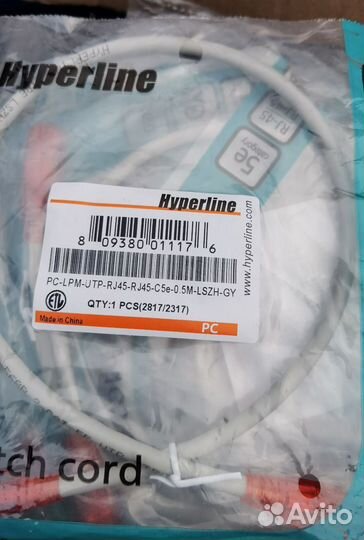 Hyperline
RJ-45
5e
category
Hyperline
8 09380 01117 6
PC-LPM-UTP-RJ45-RJ45-C5e-0.5M-LSZH-GY
QTY:1 PCS(2817/2317)
Made in China
PC
hyperline.com
tch cord
Avito